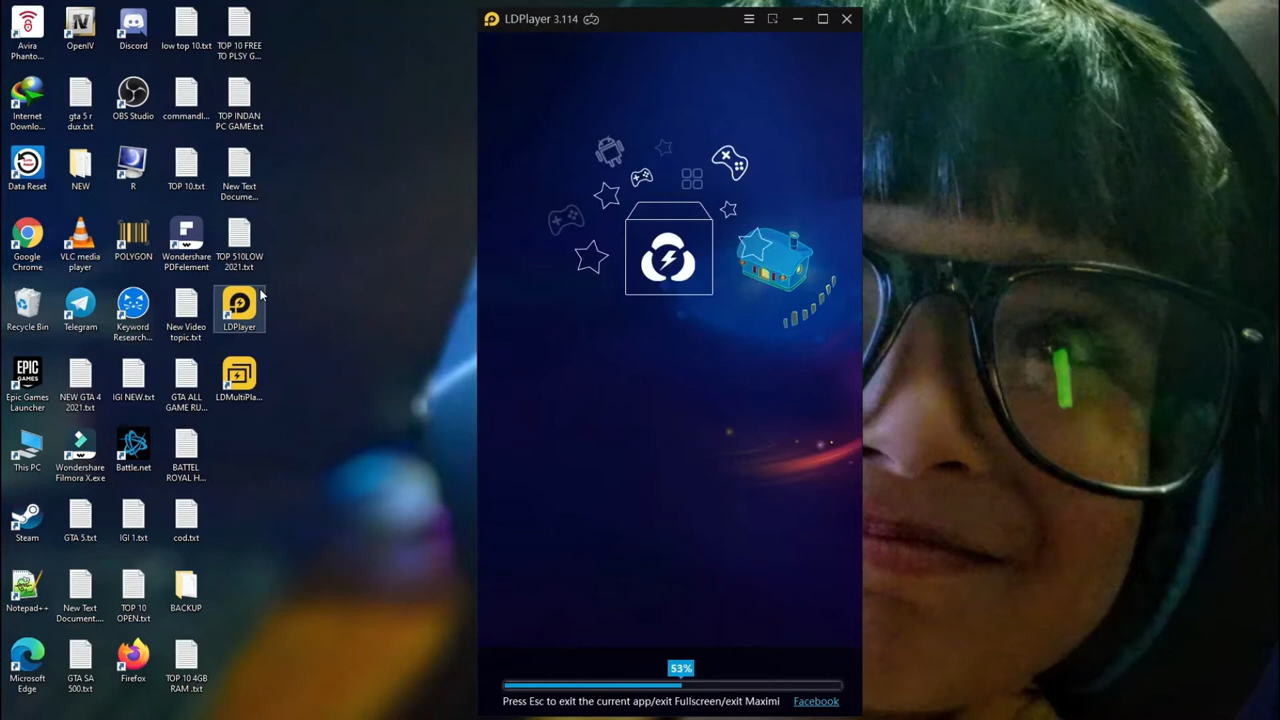 Avira
Phanto...
OpenIV
Discord
low top 10.txt
TOP 10 FREE
TO PLSY G...
Internet
Downlo...
gta 5 r
dux.txt
OBS Studio
commandl...
TOP INDAN
PC GAME.txt
Data Reset
NEW
R
TOP 10.txt
New Text
Docume...
Google
Chrome
VLC media
player
POLYGON
Wondershare
PDFelement
TOP 510LOW
2021.txt
Recycle Bin
Telegram
Keyword
Research...
New Video
topic.txt
LDPlayer
EPIC
GAMES
Epic Games
Launcher
NEW GTA 4
2021.txt
IGI NEW.txt
GTA ALL
GAME RU...
LDMultiPla...
This PC
Wondershare
Filmora X.exe
Battle.net
BATTEL
ROYAL H...
Steam
GTA 5.txt
IGI 1.txt
cod.txt
Notepad++
New Text
Document....
TOP 10
OPEN.txt
BACKUP
Microsoft
Edge
GTA SA
500.txt
Firefox
TOP 10 4GB
RAM .txt
LDPlayer 3.114
53%
Press Esc to exit the current app/exit Fullscreen/exit Maximi
Facebook